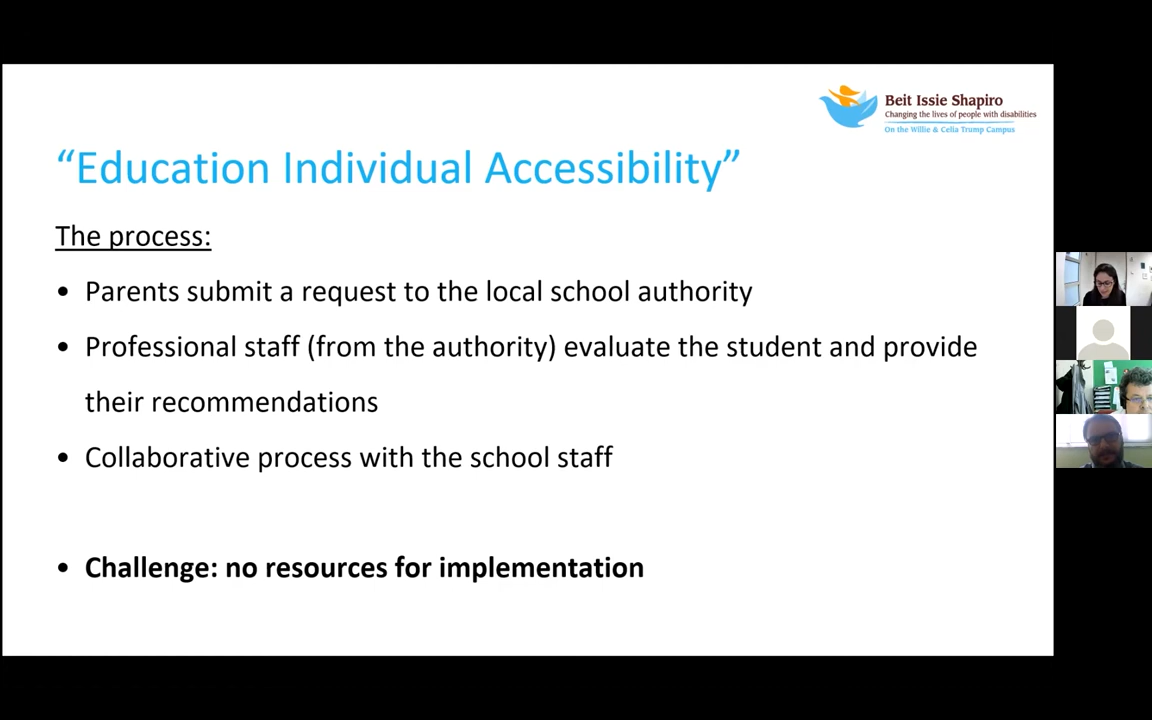 Beit Issie Shapiro
Changing the lives of people with disabilities
On the Willie & Celia Trump Campus
“Education Individual Accessibility”
The process:
• Parents submit a request to the local school authority
• Professional staff (from the authority) evaluate the student and provide
their recommendations
• Collaborative process with the school staff
• Challenge: no resources for implementation